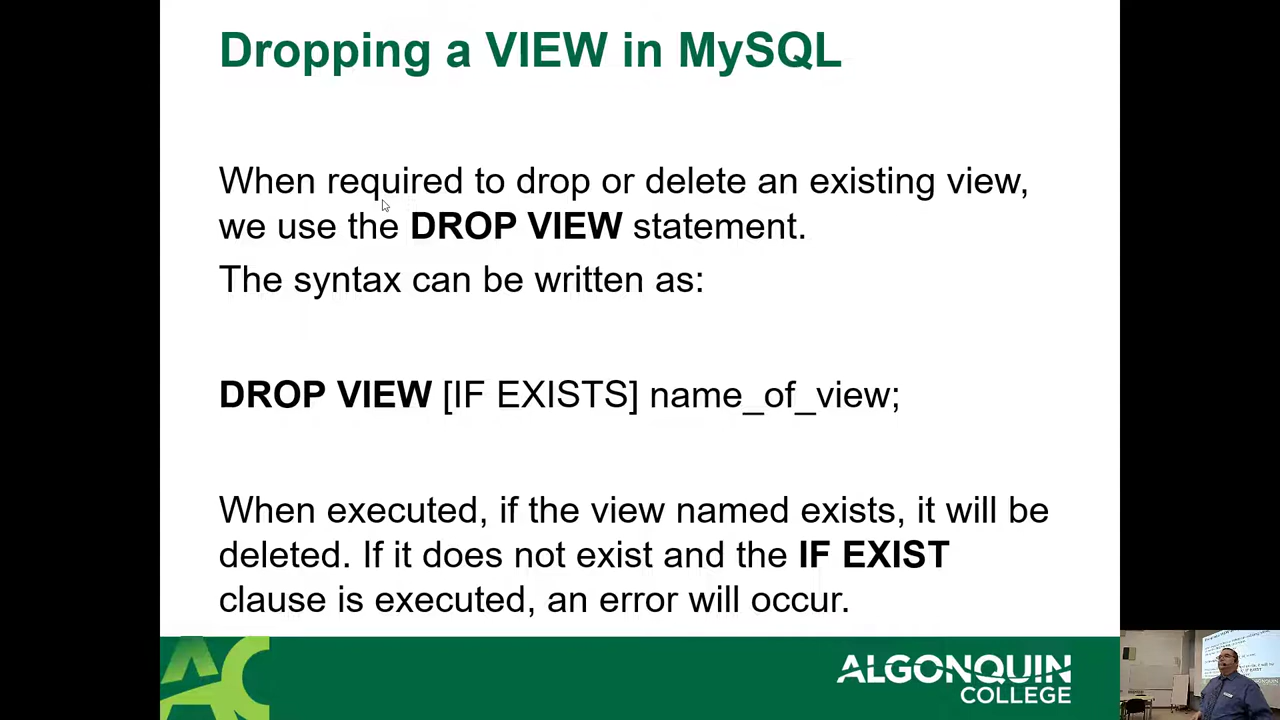 Dropping a VIEW in MySQL
When required to drop or delete an existing view,
we use the DROP VIEW statement.
The syntax can be written as:
DROP VIEW [IF EXISTS] name_of_view;
When executed, if the view named exists, it will be
deleted. If it does not exist and the IF EXIST
clause is executed, an error will occur.
AC
ALGONQUIN
COLLEGE